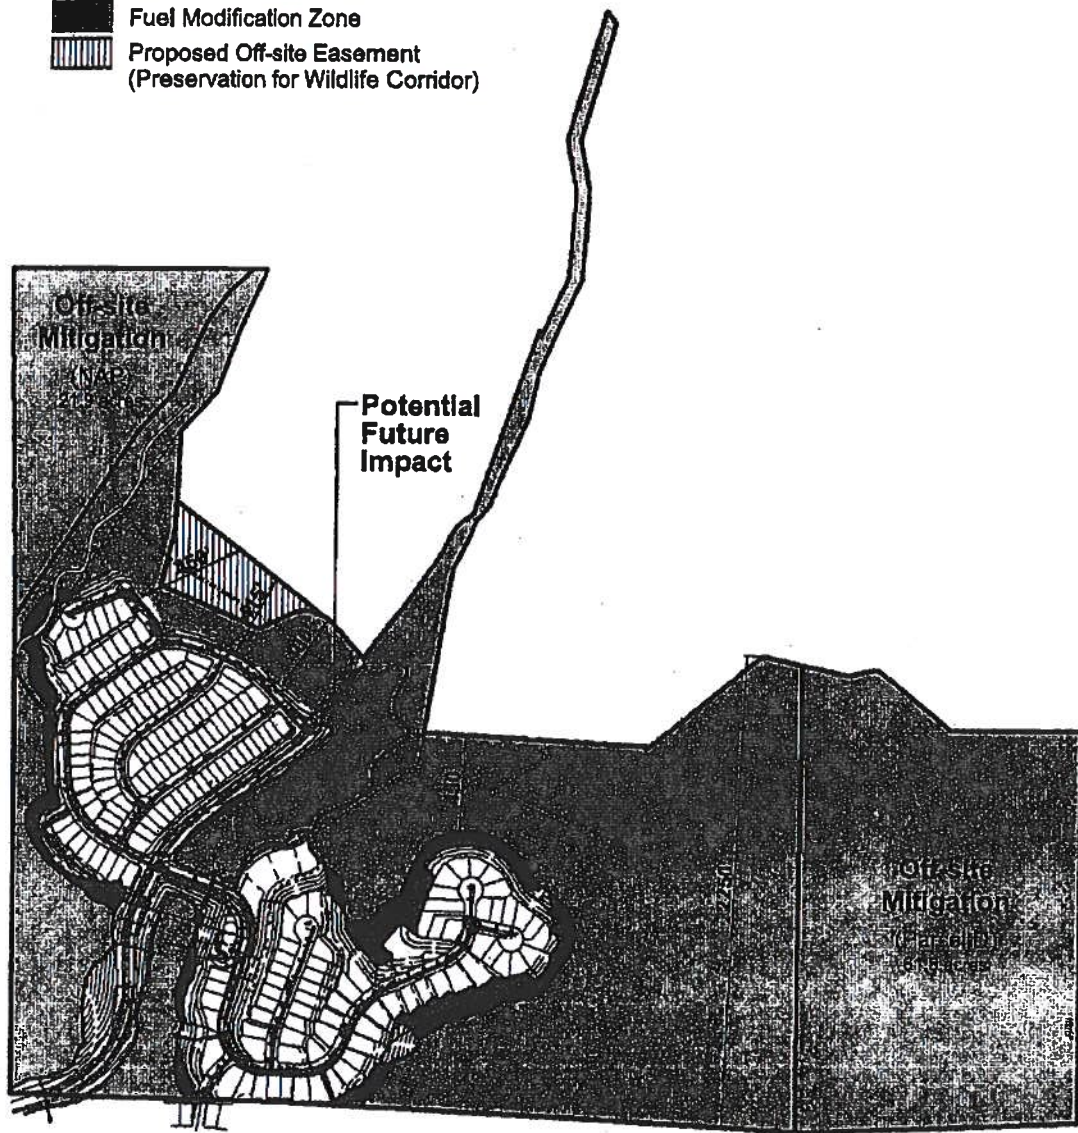 Fuel Modification Zone
Proposed Off-site Easement
(Preservation for Wildlife Corridor)
Off-site
Mitigation
(NAP)
Potential
Future
Impact
Off-site
Mitigation